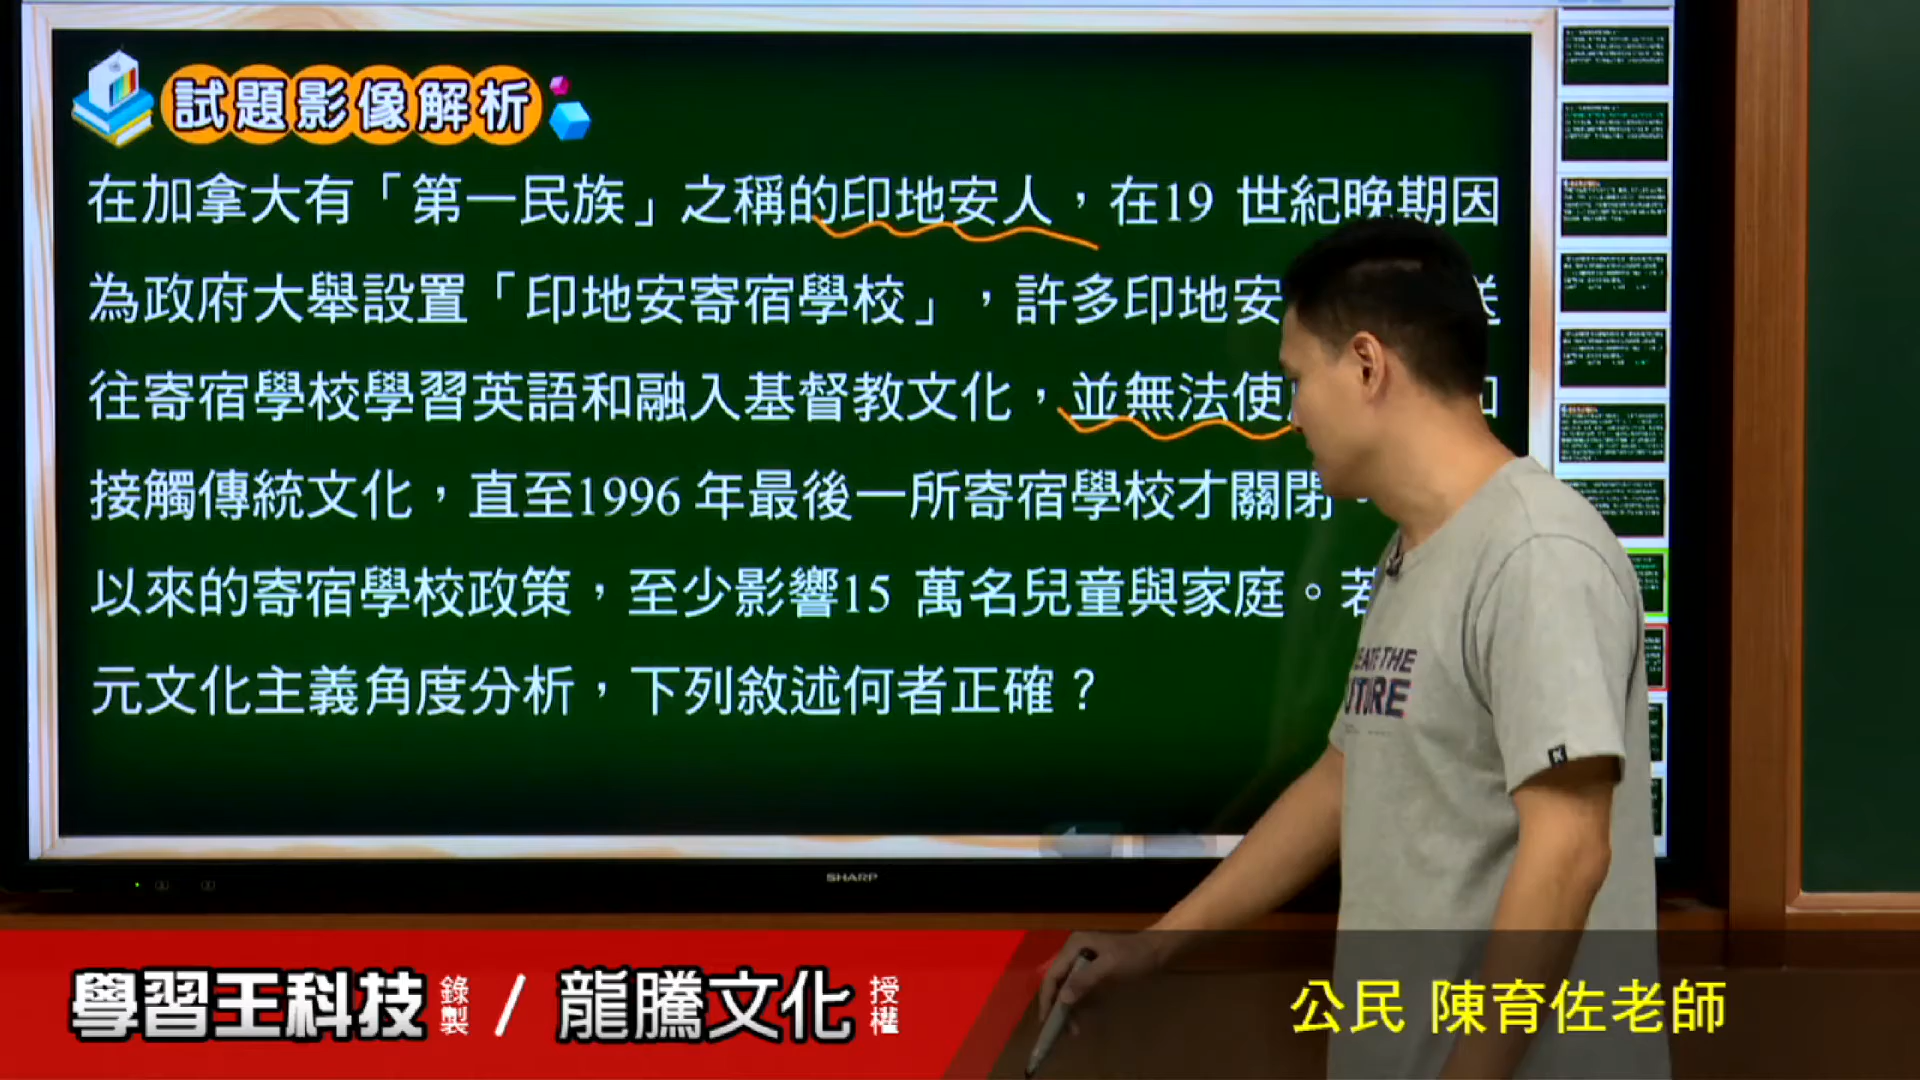 試題影像解析
在加拿大有「第一民族」之稱的印地安人，在19 世紀晚期因
為政府大舉設置「印地安寄宿學校」，許多印地安 送
往寄宿學校學習英語和融入基督教文化，並無法使 和
接觸傳統文化，直至1996 年最後一所寄宿學校才關閉。
以來的寄宿學校政策，至少影響15 萬名兒童與家庭。若
元文化主義角度分析，下列敘述何者正確？
SHARP
學習王科技 錄製 / 龍騰文化 授權
公民 陳育佐老師